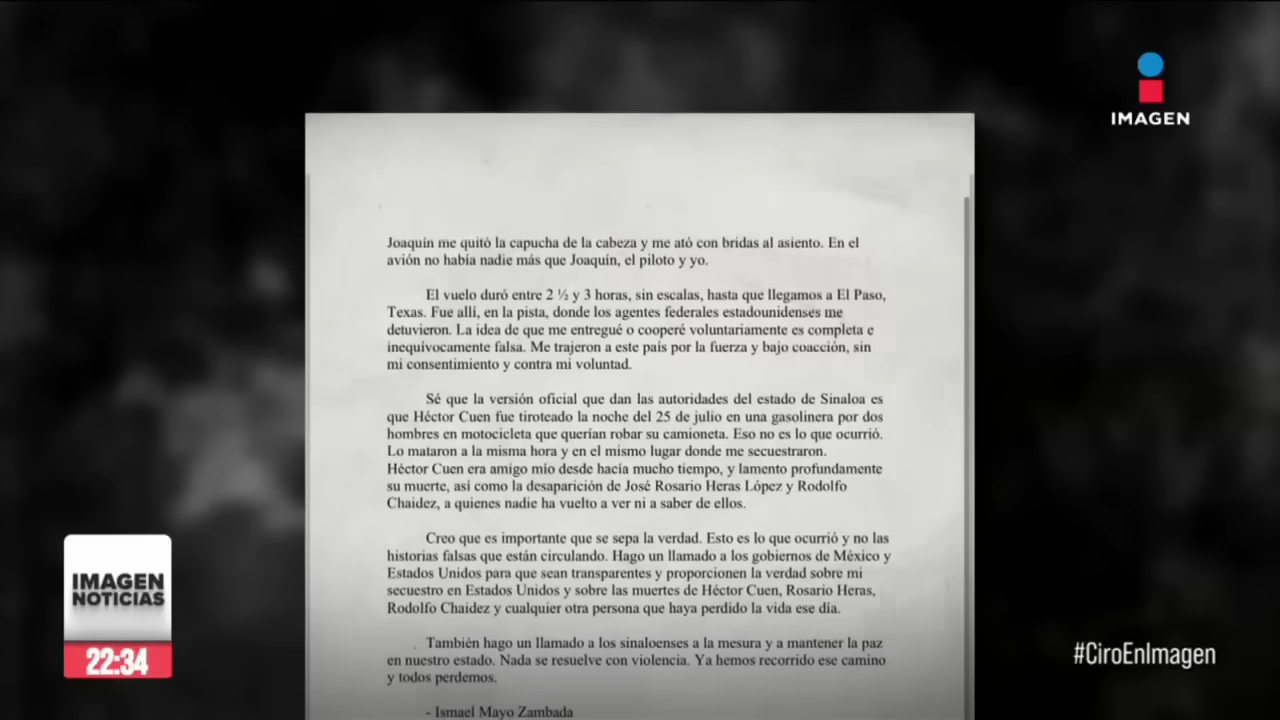 IMAGEN
Joaquín me quitó la capucha de la cabeza y me ató con bridas al asiento. En el
avión no había nadie más que Joaquín, el piloto y yo.
El vuelo duró entre 2 ½ y 3 horas, sin escalas, hasta que llegamos a El Paso,
Texas. Fue allí, en la pista, donde los agentes federales estadounidenses me
detuvieron. La idea de que me entregué o cooperé voluntariamente es completa e
inequívocamente falsa. Me trajeron a este país por la fuerza y bajo coacción, sin
mi consentimiento y contra mi voluntad.
Sé que la versión oficial que dan las autoridades del estado de Sinaloa es
que Héctor Cuen fue tiroteado la noche del 25 de julio en una gasolinera por dos
hombres en motocicleta que querían robar su camioneta. Eso no es lo que ocurrió.
Lo mataron a la misma hora y en el mismo lugar donde me secuestraron.
Héctor Cuen era amigo mío desde hacía mucho tiempo, y lamento profundamente
su muerte, así como la desaparición de José Rosario Heras López y Rodolfo
Chaidez, a quienes nadie ha vuelto a ver ni a saber de ellos.
Creo que es importante que se sepa la verdad. Esto es lo que ocurrió y no las
historias falsas que están circulando. Hago un llamado a los gobiernos de México y
Estados Unidos para que sean transparentes y proporcionen la verdad sobre mi
secuestro en Estados Unidos y sobre las muertes de Héctor Cuen, Rosario Heras,
Rodolfo Chaidez y cualquier otra persona que haya perdido la vida ese día.
También hago un llamado a los sinaloenses a la mesura y a mantener la paz
en nuestro estado. Nada se resuelve con violencia. Ya hemos recorrido ese camino
y todos perdemos.
- Ismael Mayo Zambada
IMAGEN
NOTICIAS
22:34
#CiroEnImagen